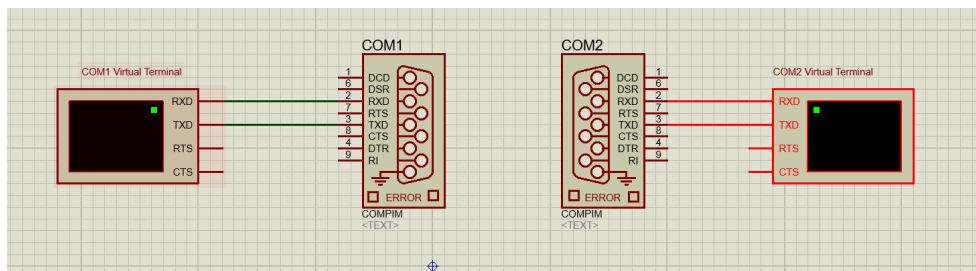 COM1
COM2
COM1 Virtual Terminal
COM2 Virtual Terminal
RXD
TXD
RTS
CTS
1
6
2
7
3
8
4
9
DCD
DSR
RXD
RTS
TXD
CTS
DTR
RI
ERROR
COMPIM
<TEXT>
DCD
DSR
RXD
RTS
TXD
CTS
DTR
RI
1
6
2
7
3
8
4
9
ERROR
COMPIM
<TEXT>
RXD
TXD
RTS
CTS